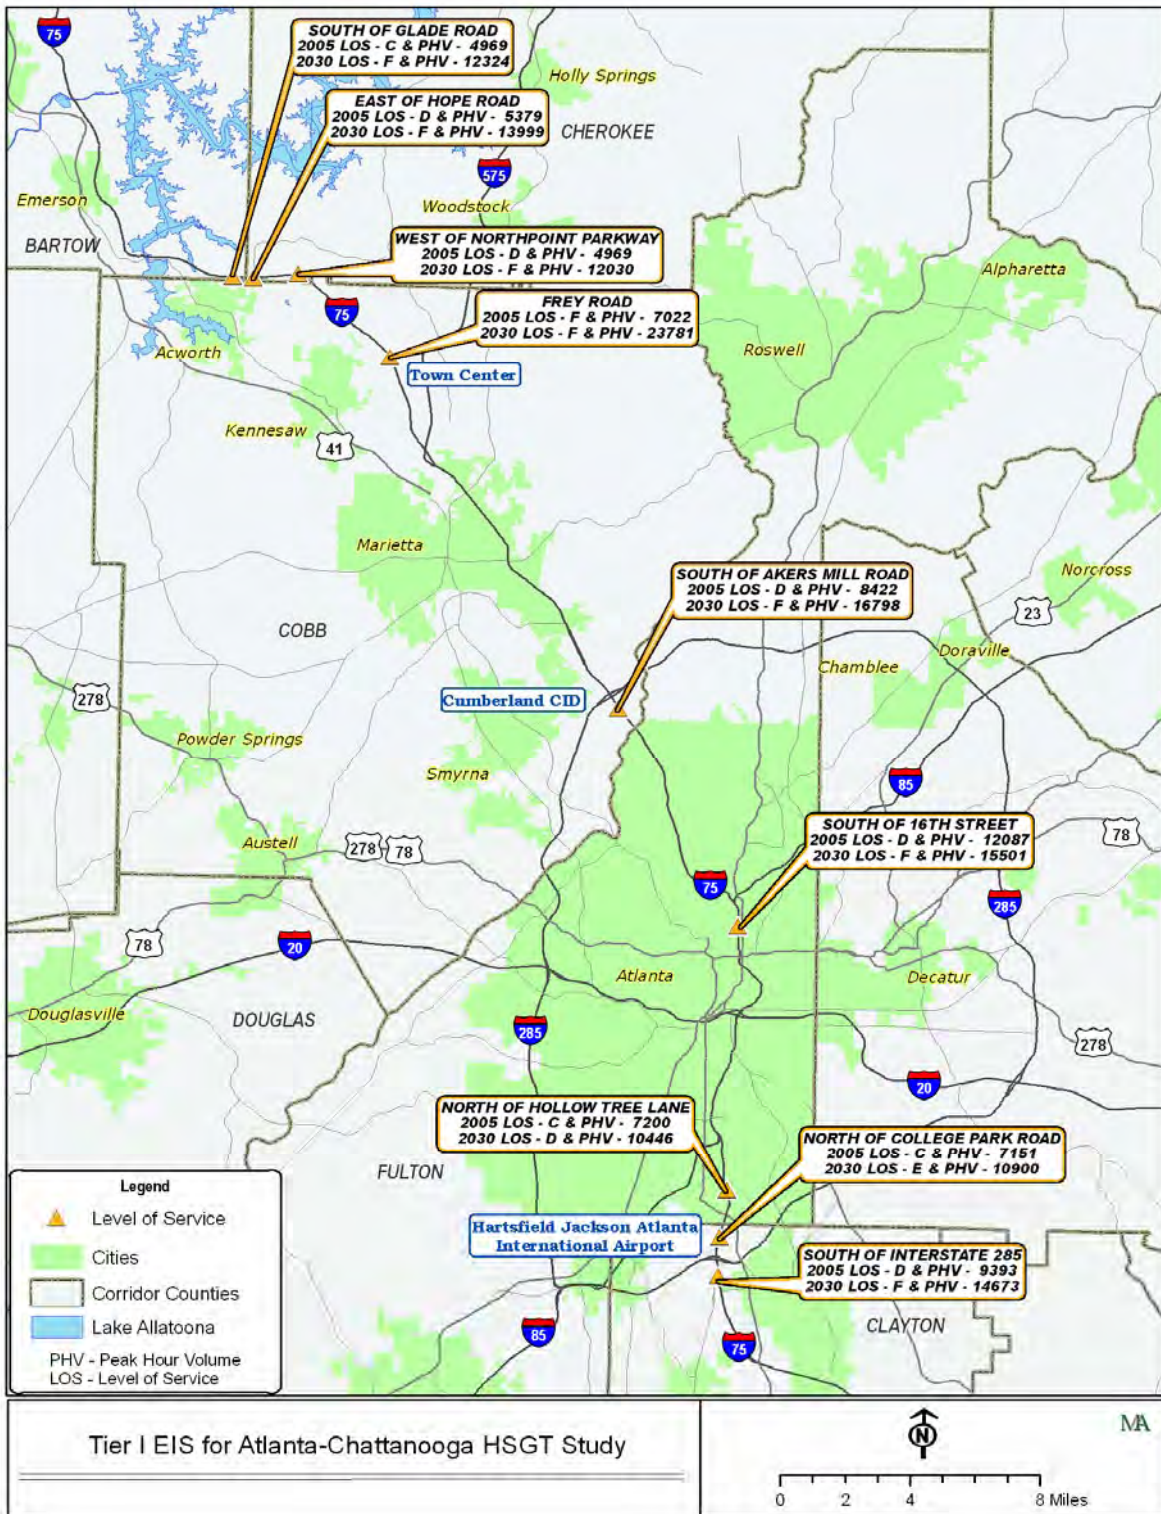 75
SOUTH OF GLADE ROAD
2005 LOS - C & PHV - 4969
2030 LOS - F & PHV - 12324
Holly Springs
EAST OF HOPE ROAD
2005 LOS - D & PHV - 5379
2030 LOS - F & PHV - 13999
CHEROKEE
575
Emerson
Woodstock
BARTOW
WEST OF NORTHPOINT PARKWAY
2005 LOS - D & PHV - 4969
2030 LOS - F & PHV - 12030
Alpharetta
75
FREY ROAD
2005 LOS - F & PHV - 7022
2030 LOS - F & PHV - 23781
Acworth
Roswell
Town Center
Kennesaw
41
Marietta
SOUTH OF AKERS MILL ROAD
2005 LOS - D & PHV - 8422
2030 LOS - F & PHV - 16798
Norcross
23
COBB
Doraville
Chamblee
278
Cumberland CID
Powder Springs
Smyrna
85
SOUTH OF 16TH STREET
2005 LOS - D & PHV - 12087
2030 LOS - F & PHV - 15501
78
Austell
278
78
75
285
78
20
Atlanta
Decatur
Douglasville
DOUGLAS
285
278
20
NORTH OF HOLLOW TREE LANE
2005 LOS - C & PHV - 7200
2030 LOS - D & PHV - 10446
NORTH OF COLLEGE PARK ROAD
2005 LOS - C & PHV - 7151
2030 LOS - E & PHV - 10900
FULTON
Hartsfield Jackson Atlanta
International Airport
SOUTH OF INTERSTATE 285
2005 LOS - D & PHV - 9393
2030 LOS - F & PHV - 14673
CLAYTON
85
75
Legend
Level of Service
Cities
Corridor Counties
Lake Allatoona
PHV - Peak Hour Volume
LOS - Level of Service
Tier I EIS for Atlanta-Chattanooga HSGT Study
N
MA
0 2 4 8 Miles